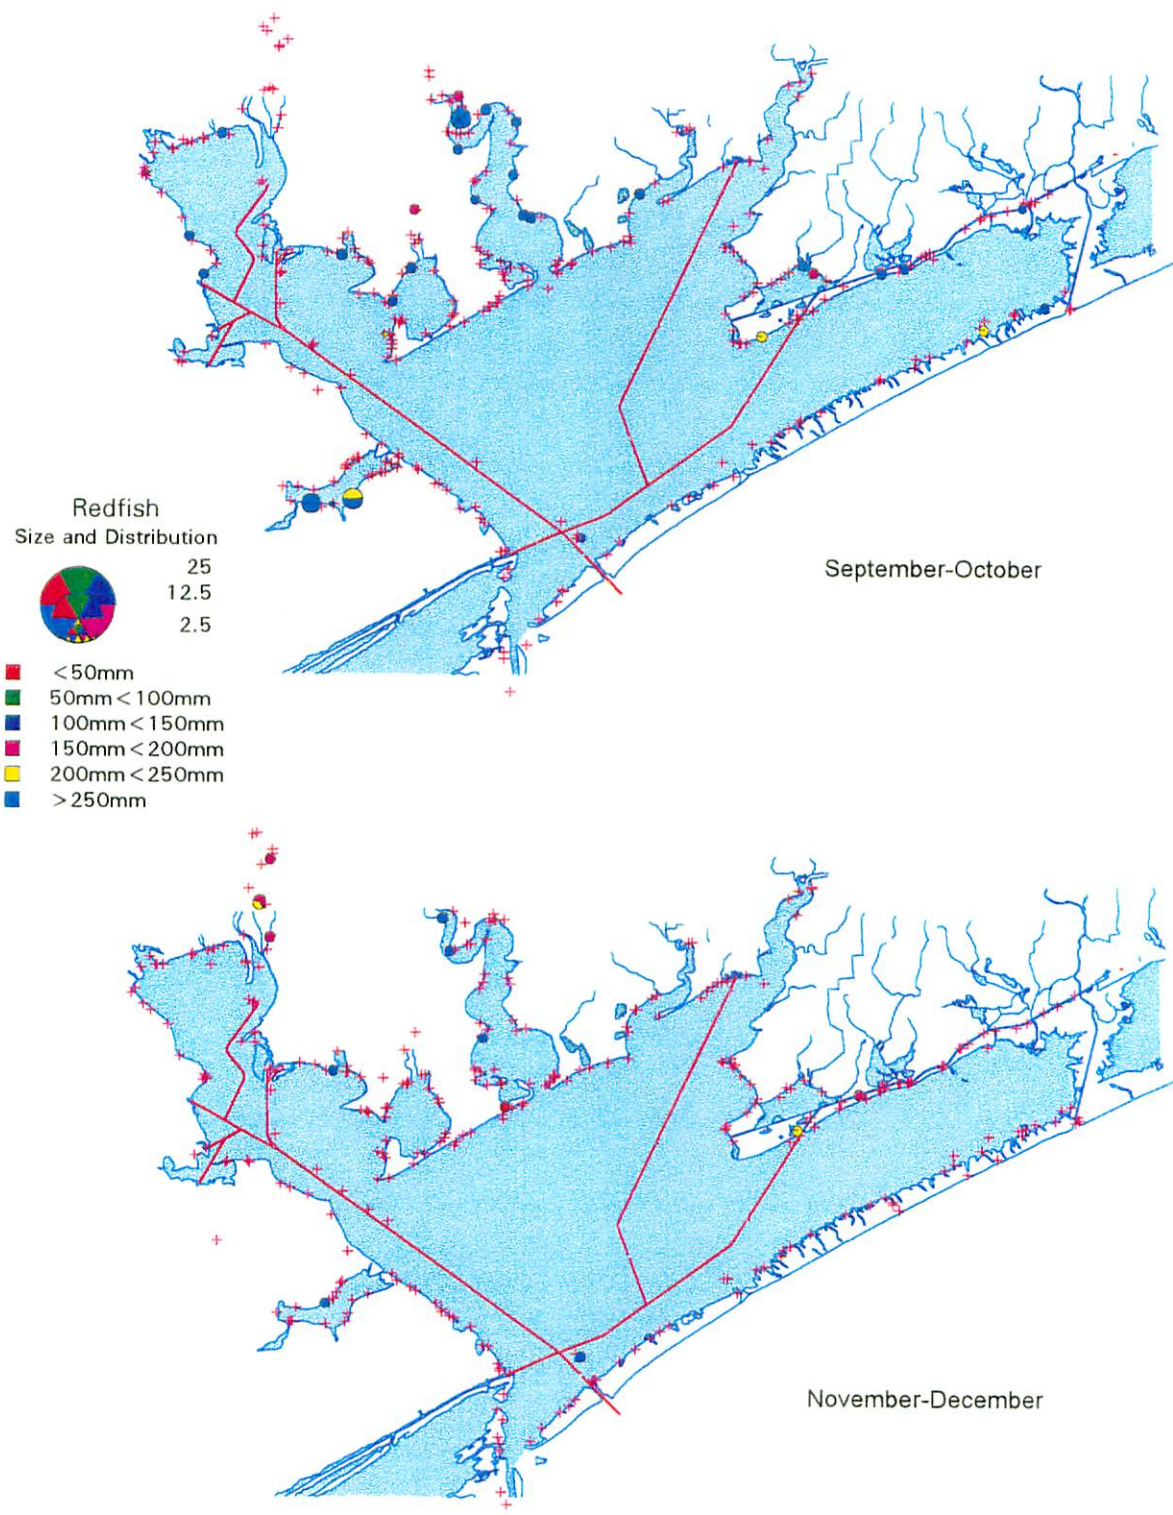 Redfish
Size and Distribution
25
12.5
2.5
<50mm
50mm<100mm
100mm<150mm
150mm<200mm
200mm<250mm
>250mm
September-October
November-December